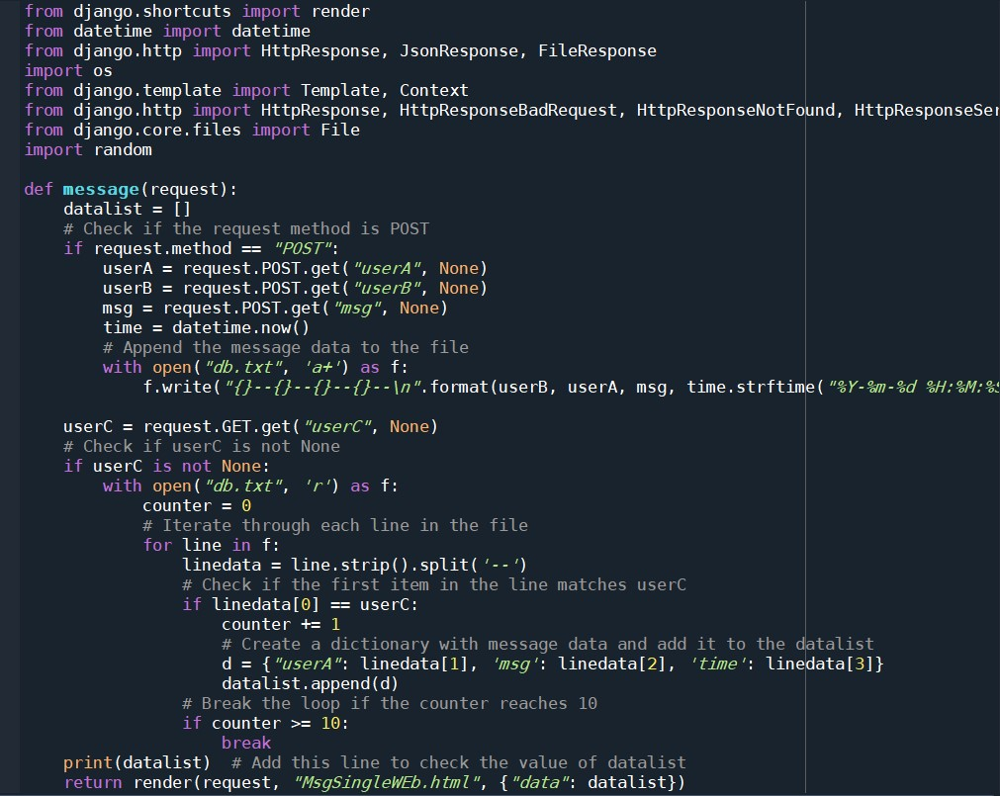 from django.shortcuts import render
from datetime import datetime
from django.http import HttpResponse, JsonResponse, FileResponse
import os
from django.template import Template, Context
from django.http import HttpResponse, HttpResponseBadRequest, HttpResponseNotFound, HttpResponseSer
from django.core.files import File
import random

def message(request):
    datalist = []
    # Check if the request method is POST
    if request.method == "POST":
        userA = request.POST.get("userA", None)
        userB = request.POST.get("userB", None)
        msg = request.POST.get("msg", None)
        time = datetime.now()
        # Append the message data to the file
        with open("db.txt", 'a+') as f:
            f.write("{}--{}--{}--{}--\n".format(userB, userA, msg, time.strftime("%Y-%m-%d %H:%M:%S

    userC = request.GET.get("userC", None)
    # Check if userC is not None
    if userC is not None:
        with open("db.txt", 'r') as f:
            counter = 0
            # Iterate through each line in the file
            for line in f:
                linedata = line.strip().split('--')
                # Check if the first item in the line matches userC
                if linedata[0] == userC:
                    counter += 1
                    # Create a dictionary with message data and add it to the datalist
                    d = {"userA": linedata[1], 'msg': linedata[2], 'time': linedata[3]}
                    datalist.append(d)
                # Break the loop if the counter reaches 10
                if counter >= 10:
                    break
    print(datalist)  # Add this line to check the value of datalist
    return render(request, "MsgSingleWEb.html", {"data": datalist})